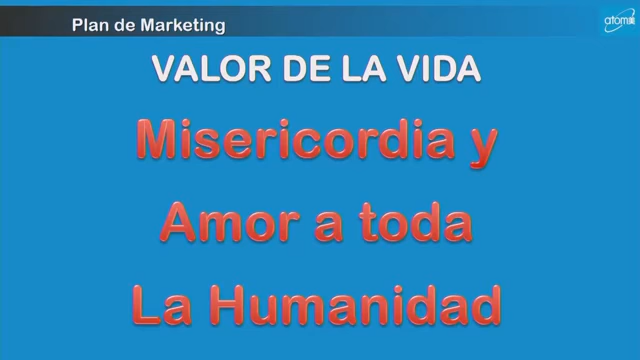 Plan de Marketing
atomy
VALOR DE LA VIDA
Misericordia y
Amor a toda
La Humanidad